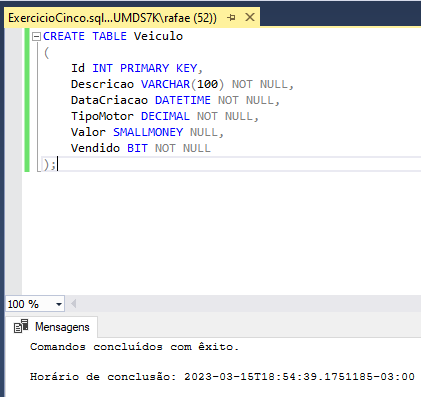 ExercicioCinco.sql...UMDS7K\rafae (52))
CREATE TABLE Veiculo
(
Id INT PRIMARY KEY,
Descricao VARCHAR(100) NOT NULL,
DataCriacao DATETIME NOT NULL,
TipoMotor DECIMAL NOT NULL,
Valor SMALLMONEY NULL,
Vendido BIT NOT NULL
);
100 %
Mensagens
Comandos concluídos com êxito.
Horário de conclusão: 2023-03-15T18:54:39.1751185-03:00